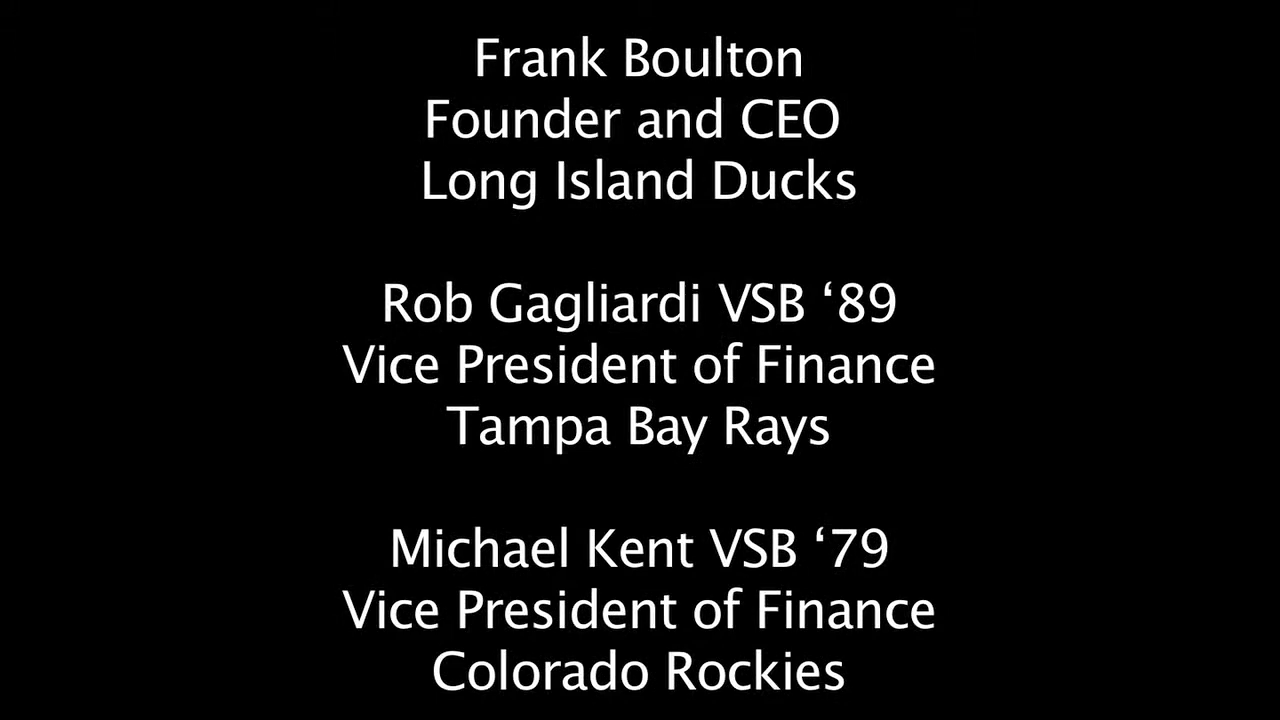 Frank Boulton
Founder and CEO
Long Island Ducks
Rob Gagliardi VSB ‘89
Vice President of Finance
Tampa Bay Rays
Michael Kent VSB ‘79
Vice President of Finance
Colorado Rockies